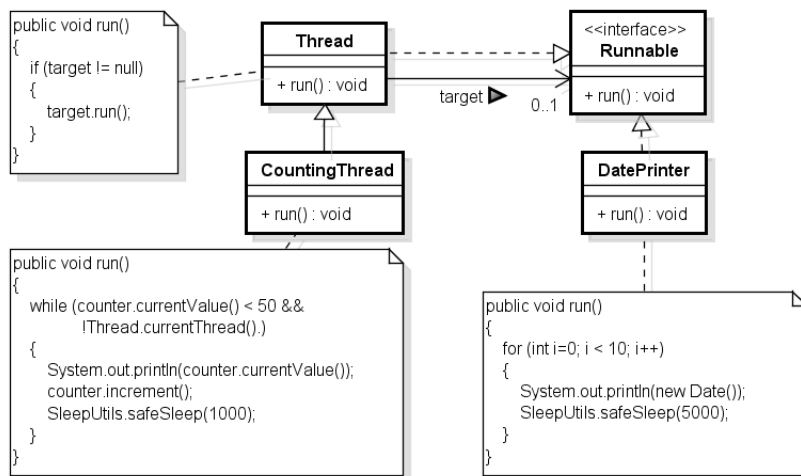 public void run()
{
if (target != null)
{
target.run();
}
}
Thread
+ run() : void
target
0..1
<<interface>>
Runnable
+ run() : void
CountingThread
+ run() : void
DatePrinter
+ run() : void
public void run()
{
while (counter.currentValue() < 50 &&
!Thread.currentThread().)
{
System.out.println(counter.currentValue());
counter.increment();
SleepUtils.safeSleep(1000);
}
}
public void run()
{
for (int i=0; i < 10; i++)
{
System.out.println(new Date());
SleepUtils.safeSleep(5000);
}
}